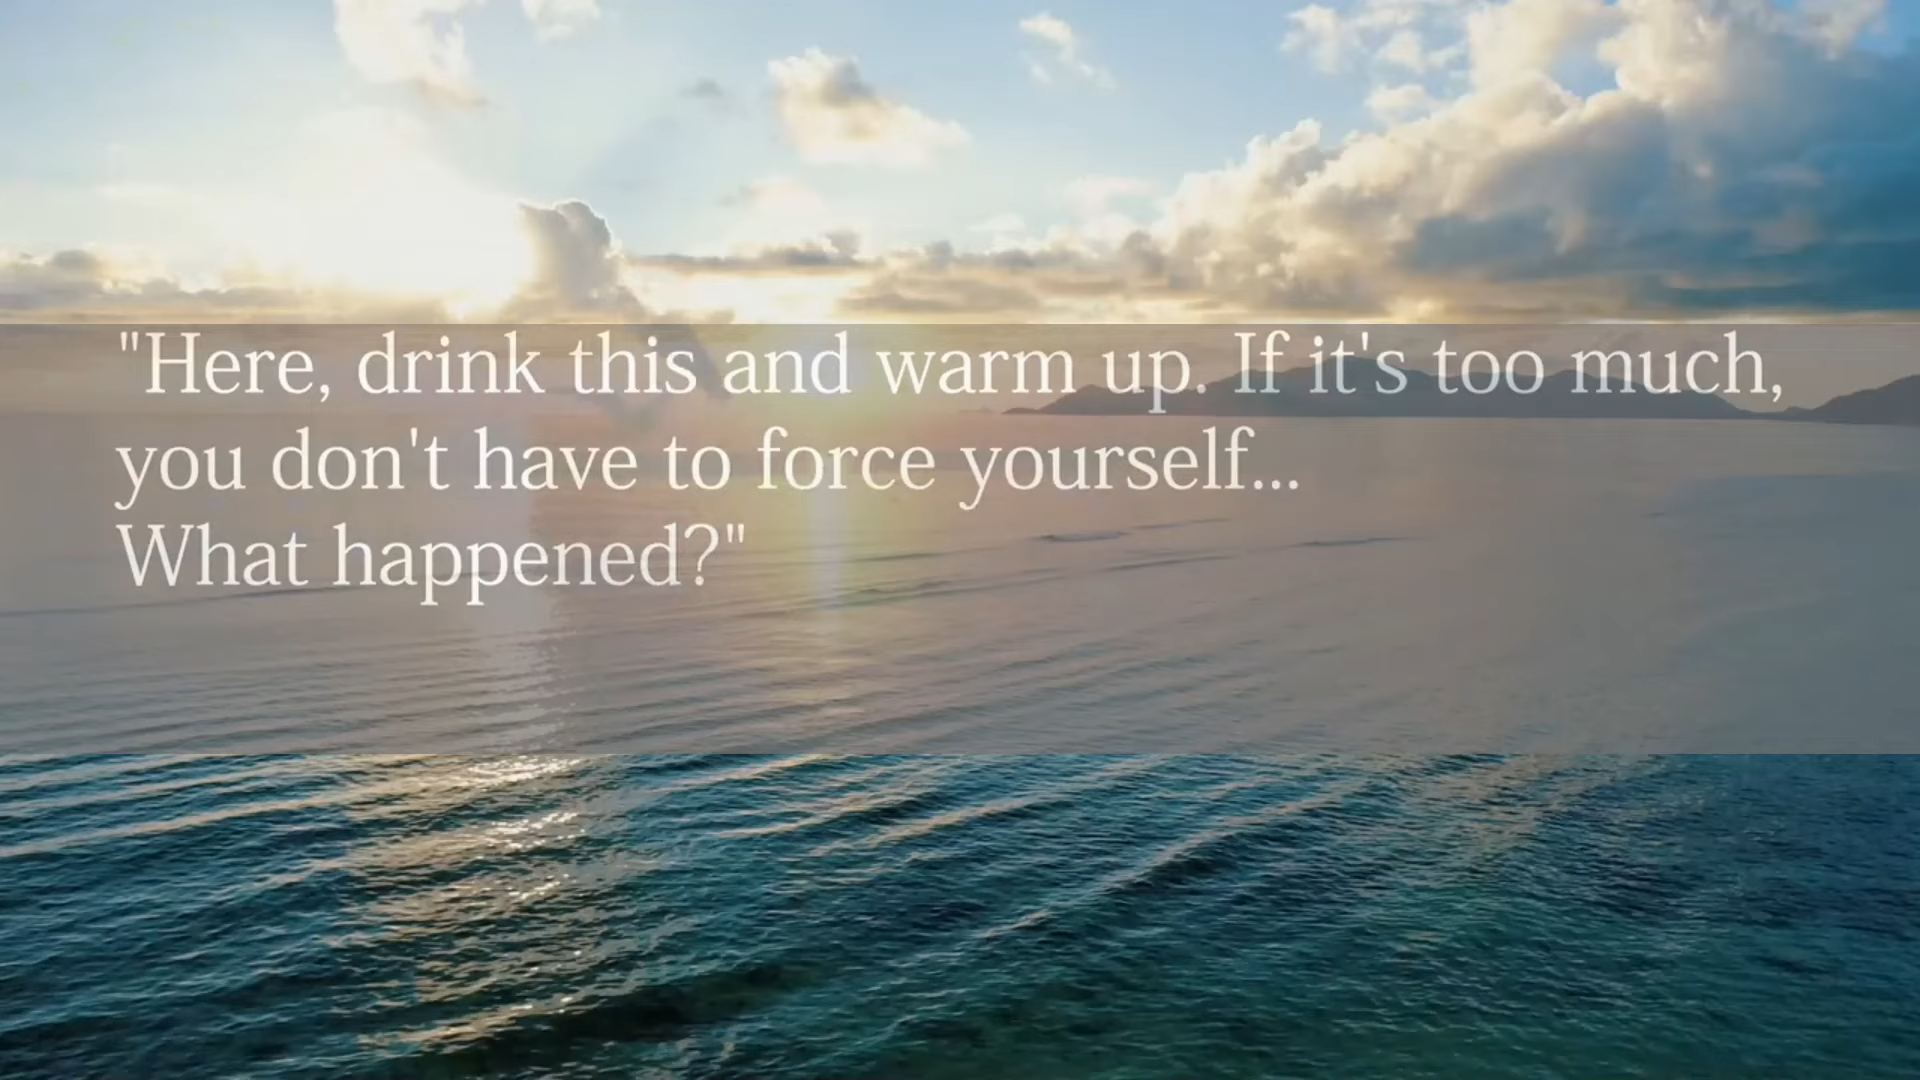 "Here, drink this and warm up. If it's too much,
you don't have to force yourself...
What happened?"